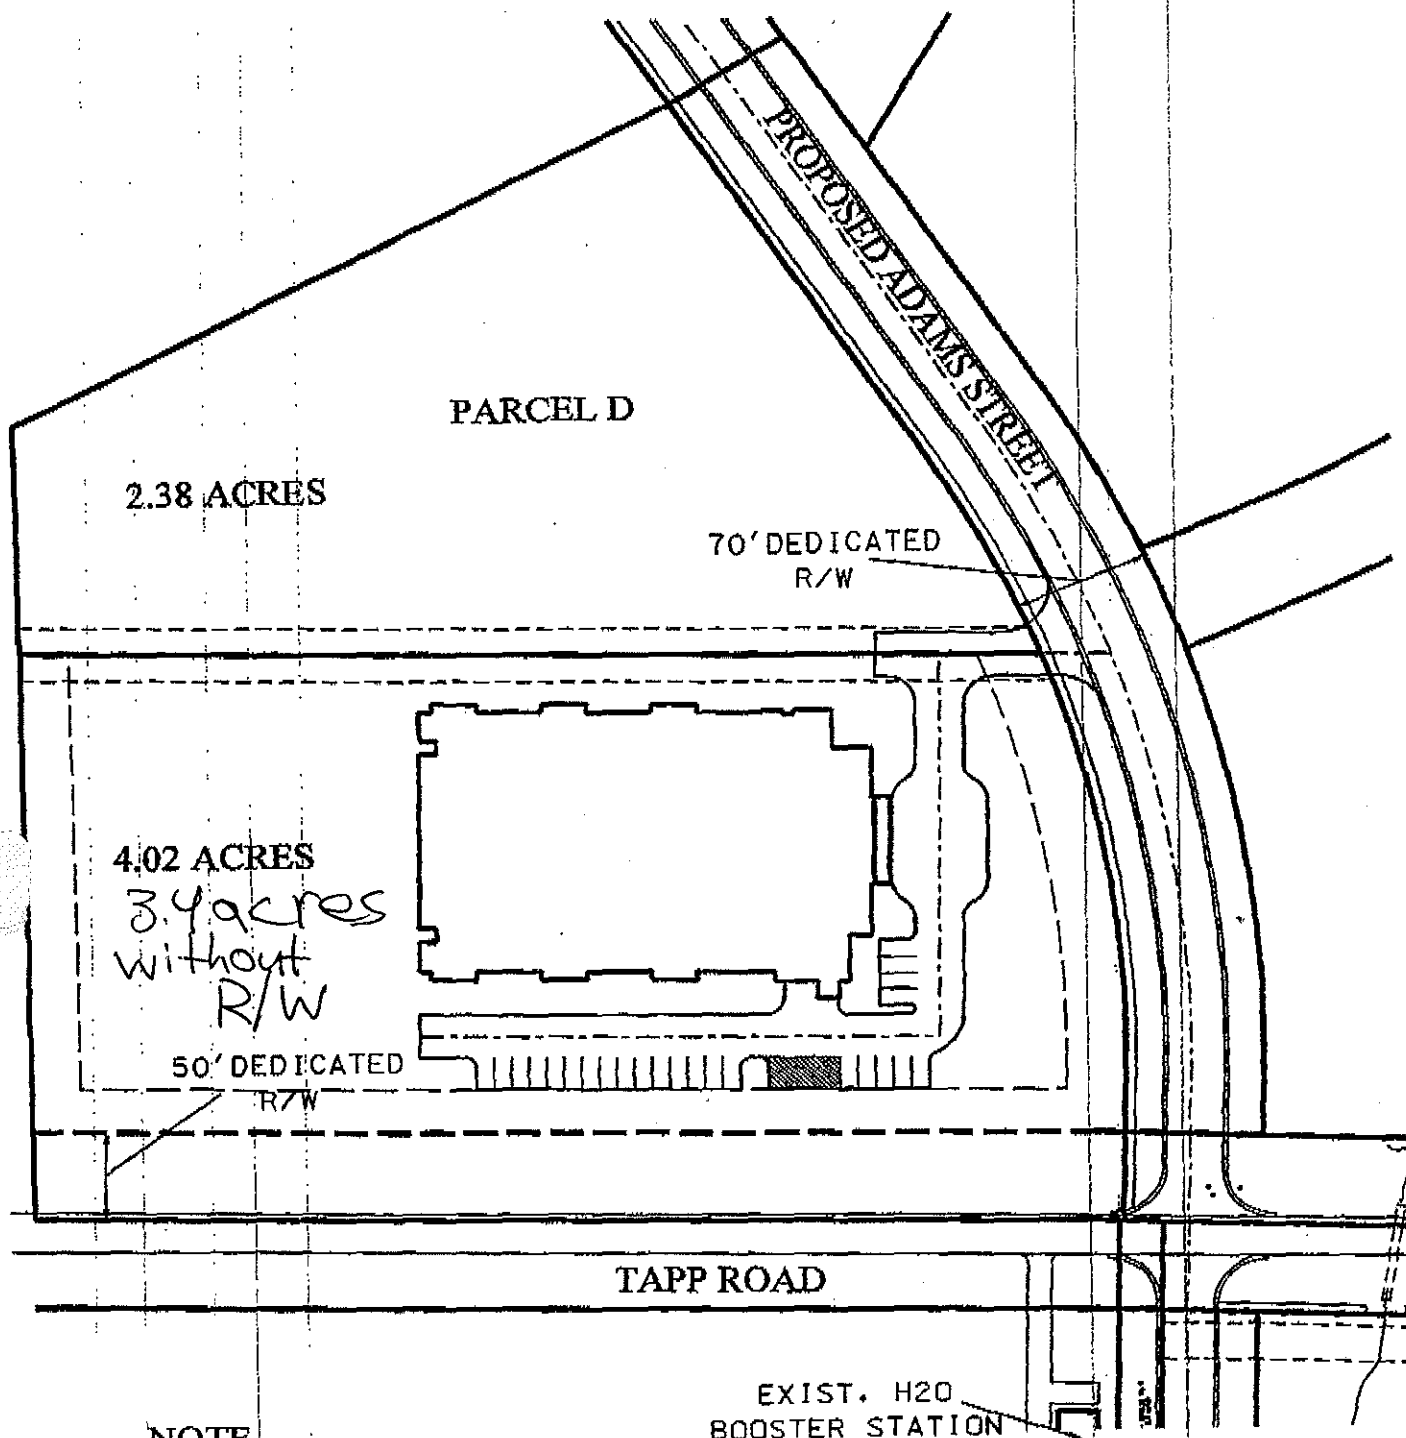 PROPOSED ADAMS STREET
PARCEL D
2.38 ACRES
70' DEDICATED
R/W
4.02 ACRES
3.4 acres
without
R/W
50' DEDICATED
R/W
TAPP ROAD
EXIST. H2O
BOOSTER STATION
NOTE